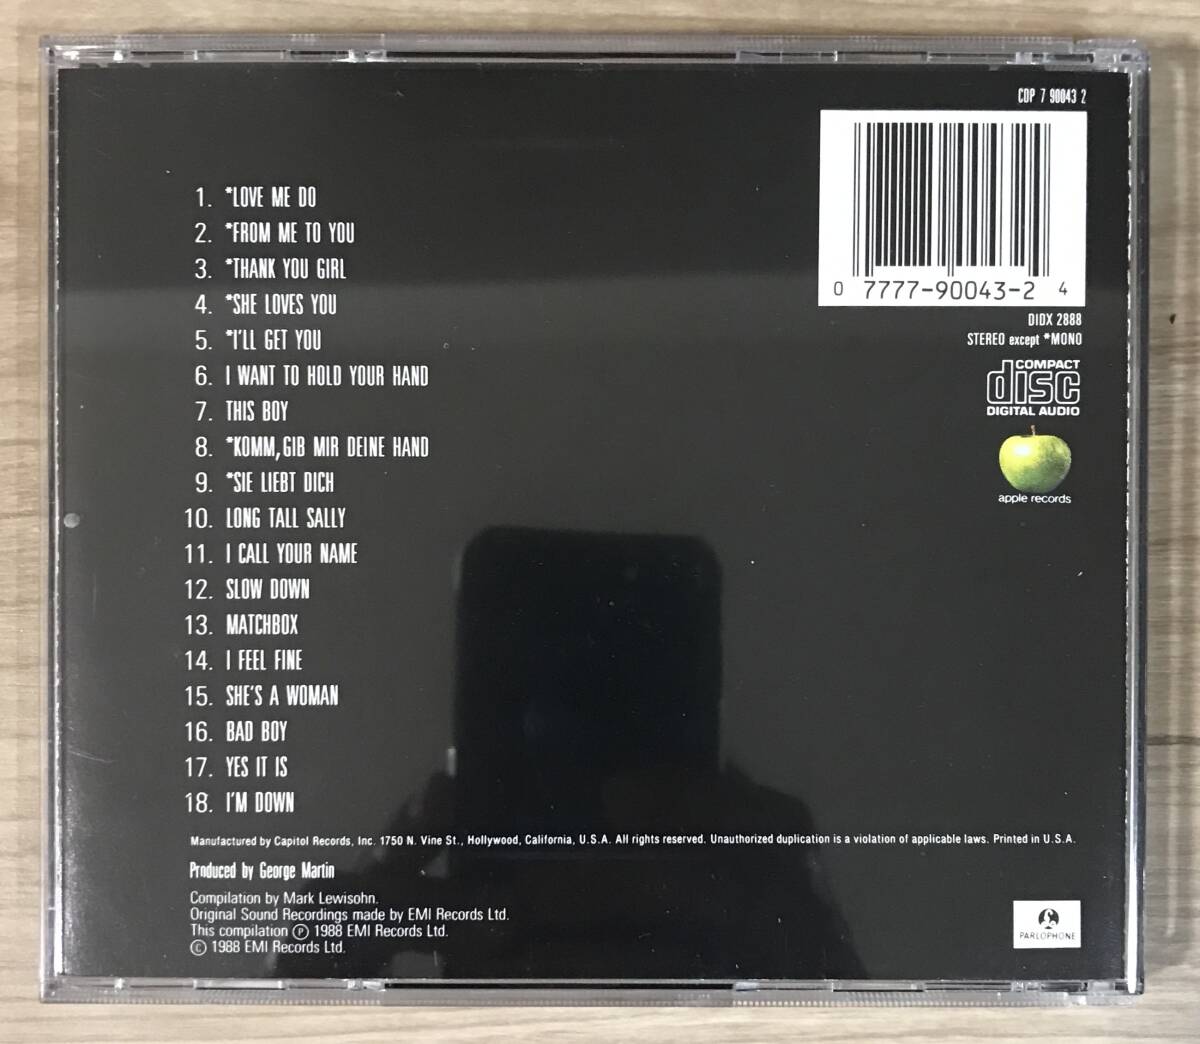 CDP 7 90043 2
0 7777-90043-2 4
DIDX 2888
STEREO except *MONO
COMPACT
disc
DIGITAL AUDIO
apple records
1. *LOVE ME DO
2. *FROM ME TO YOU
3. *THANK YOU GIRL
4. *SHE LOVES YOU
5. *I'LL GET YOU
6. I WANT TO HOLD YOUR HAND
7. THIS BOY
8. *KOMM, GIB MIR DEINE HAND
9. *SIE LIEBT DICH
10. LONG TALL SALLY
11. I CALL YOUR NAME
12. SLOW DOWN
13. MATCHBOX
14. I FEEL FINE
15. SHE'S A WOMAN
16. BAD BOY
17. YES IT IS
18. I'M DOWN
Manufactured by Capitol Records, Inc. 1750 N. Vine St., Hollywood, California, U.S.A. All rights reserved. Unauthorized duplication is a violation of applicable laws. Printed in U.S.A.
Produced by George Martin
Compilation by Mark Lewisohn.
Original Sound Recordings made by EMI Records Ltd.
This compilation ℗ 1988 EMI Records Ltd.
© 1988 EMI Records Ltd.
PARLOPHONE